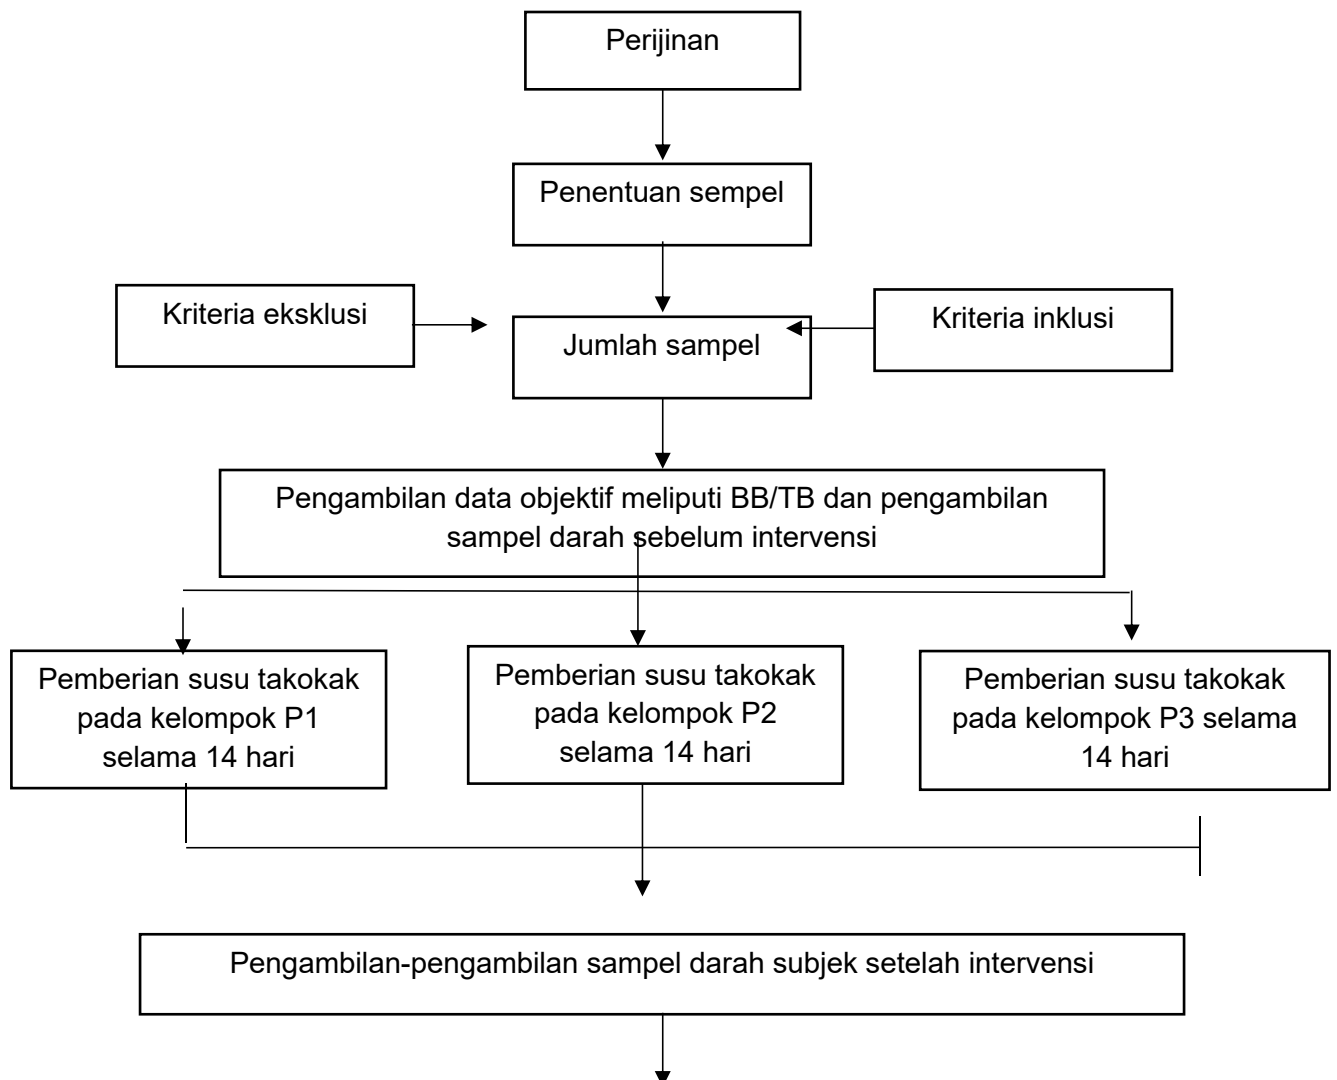 Perijinan
Penentuan sempel
Kriteria eksklusi
Kriteria inklusi
Jumlah sampel
Pengambilan data objektif meliputi BB/TB dan pengambilan
sampel darah sebelum intervensi
Pemberian susu takokak
pada kelompok P1
selama 14 hari
Pemberian susu takokak
pada kelompok P2
selama 14 hari
Pemberian susu takokak
pada kelompok P3 selama
14 hari
Pengambilan-pengambilan sampel darah subjek setelah intervensi